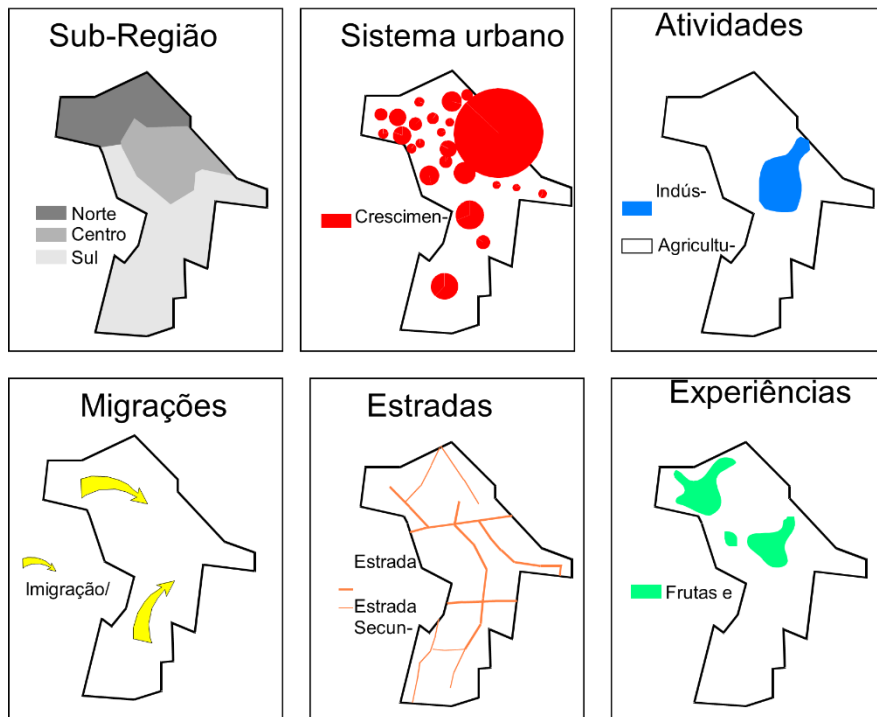 Sub-Região
Norte
Centro
Sul
Sistema urbano
Crescimen-
Atividades
Indús-
Agricultu-
Migrações
Imigração/
Estradas
Estrada
Estrada
Secun-
Experiências
Frutas e